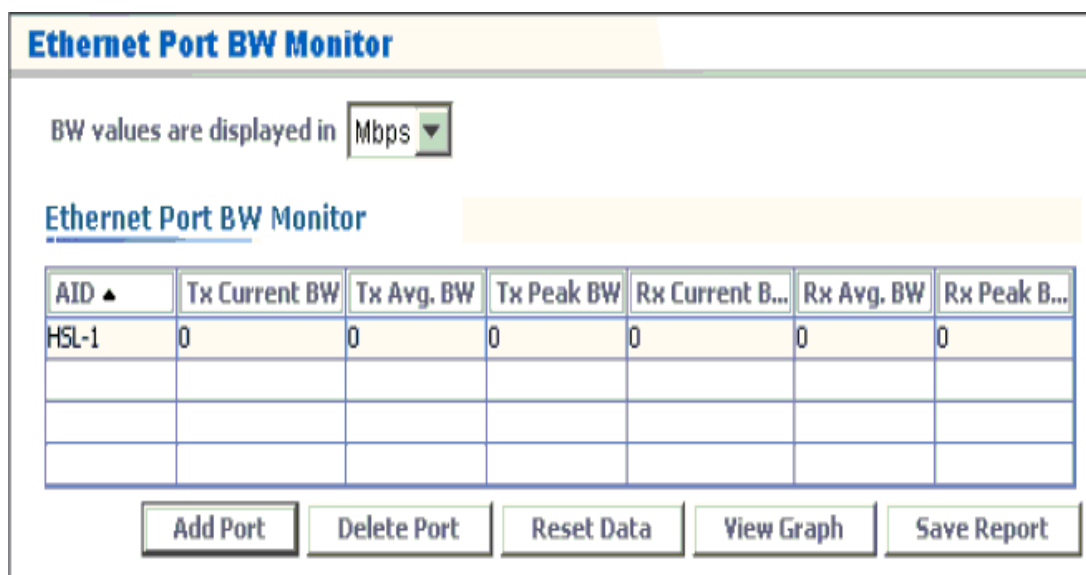 Ethernet Port BW Monitor
BW values are displayed in Mbps
Ethernet Port BW Monitor
AID Tx Current BW Tx Avg. BW Tx Peak BW Rx Current B... Rx Avg. BW Rx Peak B...
HSL-1 0 0 0 0 0 0
Add Port Delete Port Reset Data View Graph Save Report